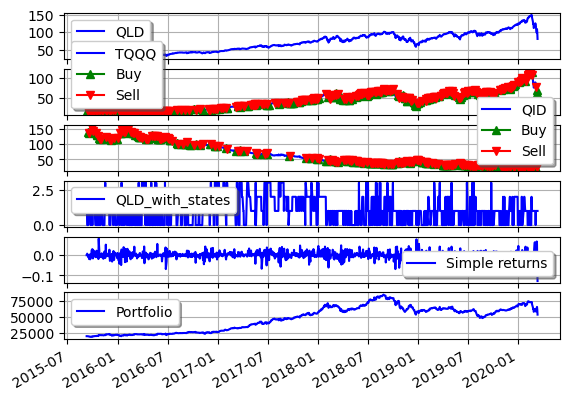 150
100
50
QLD
TQQQ
Buy
Sell
100
50
QID
Buy
Sell
150
100
50
2.5
0.0
QLD_with_states
0.0
−0.1
Simple returns
75000
50000
25000
Portfolio
2015-07
2016-01
2016-07
2017-01
2017-07
2018-01
2018-07
2019-01
2019-07
2020-01